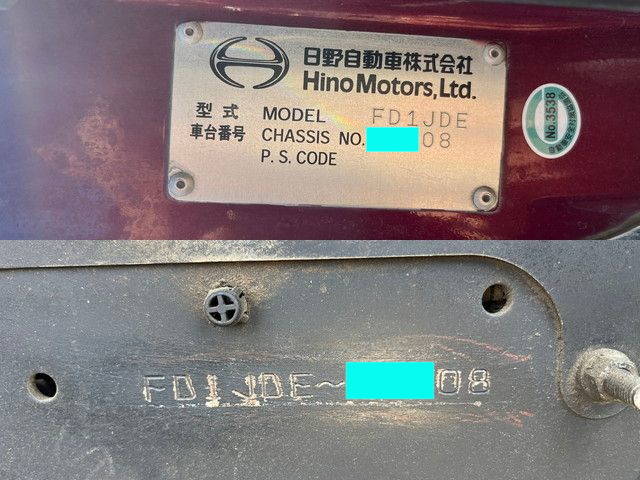 日野自動車株式会社
Hino Motors, Ltd.
型式 MODEL FD1JDE
車台番号 CHASSIS NO. 08
P. S. CODE
No.3538
FD1JDE~ 08